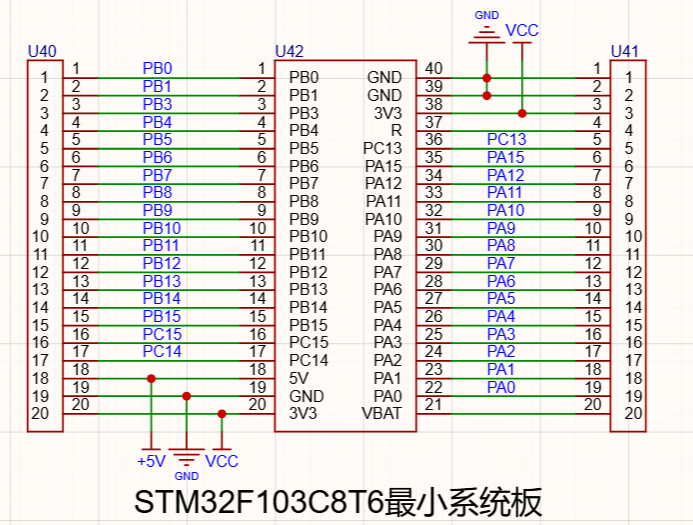 GND
VCC
U40 U42 U41
1 1 PB0 1 PB0 GND 40 1 1
2 2 PB1 2 PB1 GND 39 2 2
3 3 PB3 3 PB3 3V3 38 3 3
4 4 PB4 4 PB4 R 37 4 4
5 5 PB5 5 PB5 PC13 36 PC13 5 5
6 6 PB6 6 PB6 PA15 35 PA15 6 6
7 7 PB7 7 PB7 PA12 34 PA12 7 7
8 8 PB8 8 PB8 PA11 33 PA11 8 8
9 9 PB9 9 PB9 PA10 32 PA10 9 9
10 10 PB10 10 PB10 PA9 31 PA9 10 10
11 11 PB11 11 PB11 PA8 30 PA8 11 11
12 12 PB12 12 PB12 PA7 29 PA7 12 12
13 13 PB13 13 PB13 PA6 28 PA6 13 13
14 14 PB14 14 PB14 PA5 27 PA5 14 14
15 15 PB15 15 PB15 PA4 26 PA4 15 15
16 16 PC15 16 PC15 PA3 25 PA3 16 16
17 17 PC14 17 PC14 PA2 24 PA2 17 17
18 18 18 5V PA1 23 PA1 18 18
19 19 19 GND PA0 22 PA0 19 19
20 20 20 3V3 VBAT 21 20 20
+5V GND VCC
STM32F103C8T6最小系统板